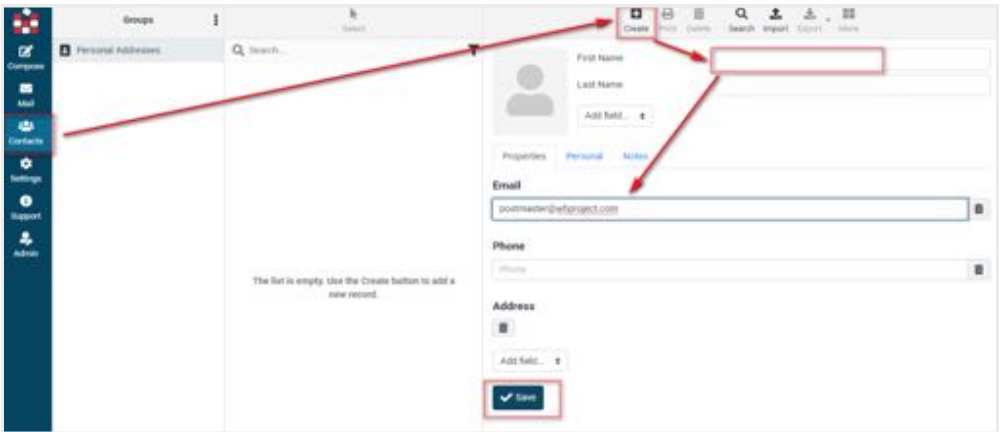 Compose
Mail
Contacts
Settings
Support
Admin
Groups
Personal Addresses
Select
Search...
The list is empty. Use the Create button to add a
new record.
Create Print Delete Search Import Export More
First Name
Last Name
Add field...
Properties Personal Notes
Email
postmaster@whproject.com
Phone
Phone
Address
Add field...
Save